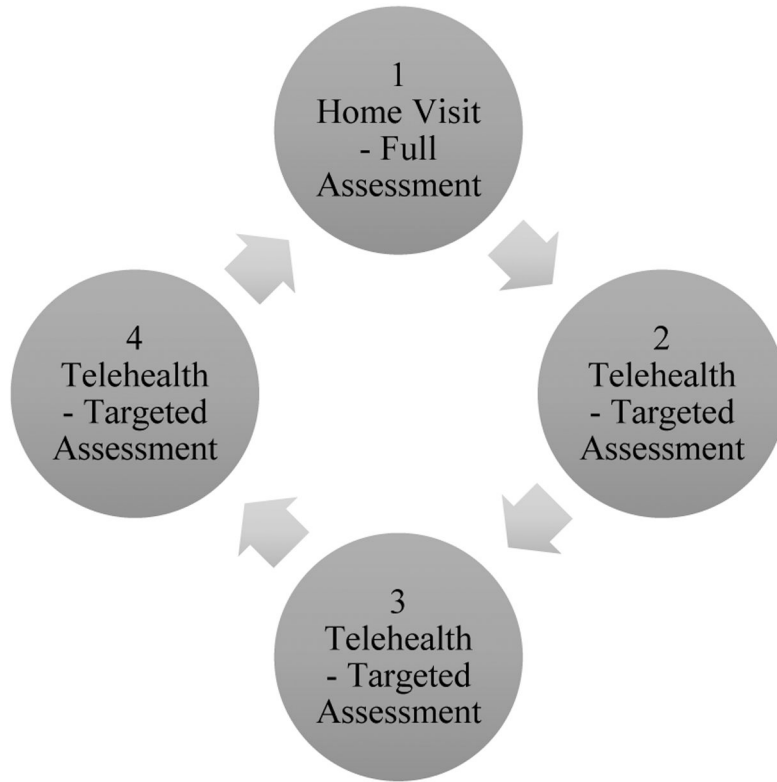 1
Home Visit
- Full
Assessment
2
Telehealth
- Targeted
Assessment
3
Telehealth
- Targeted
Assessment
4
Telehealth
- Targeted
Assessment